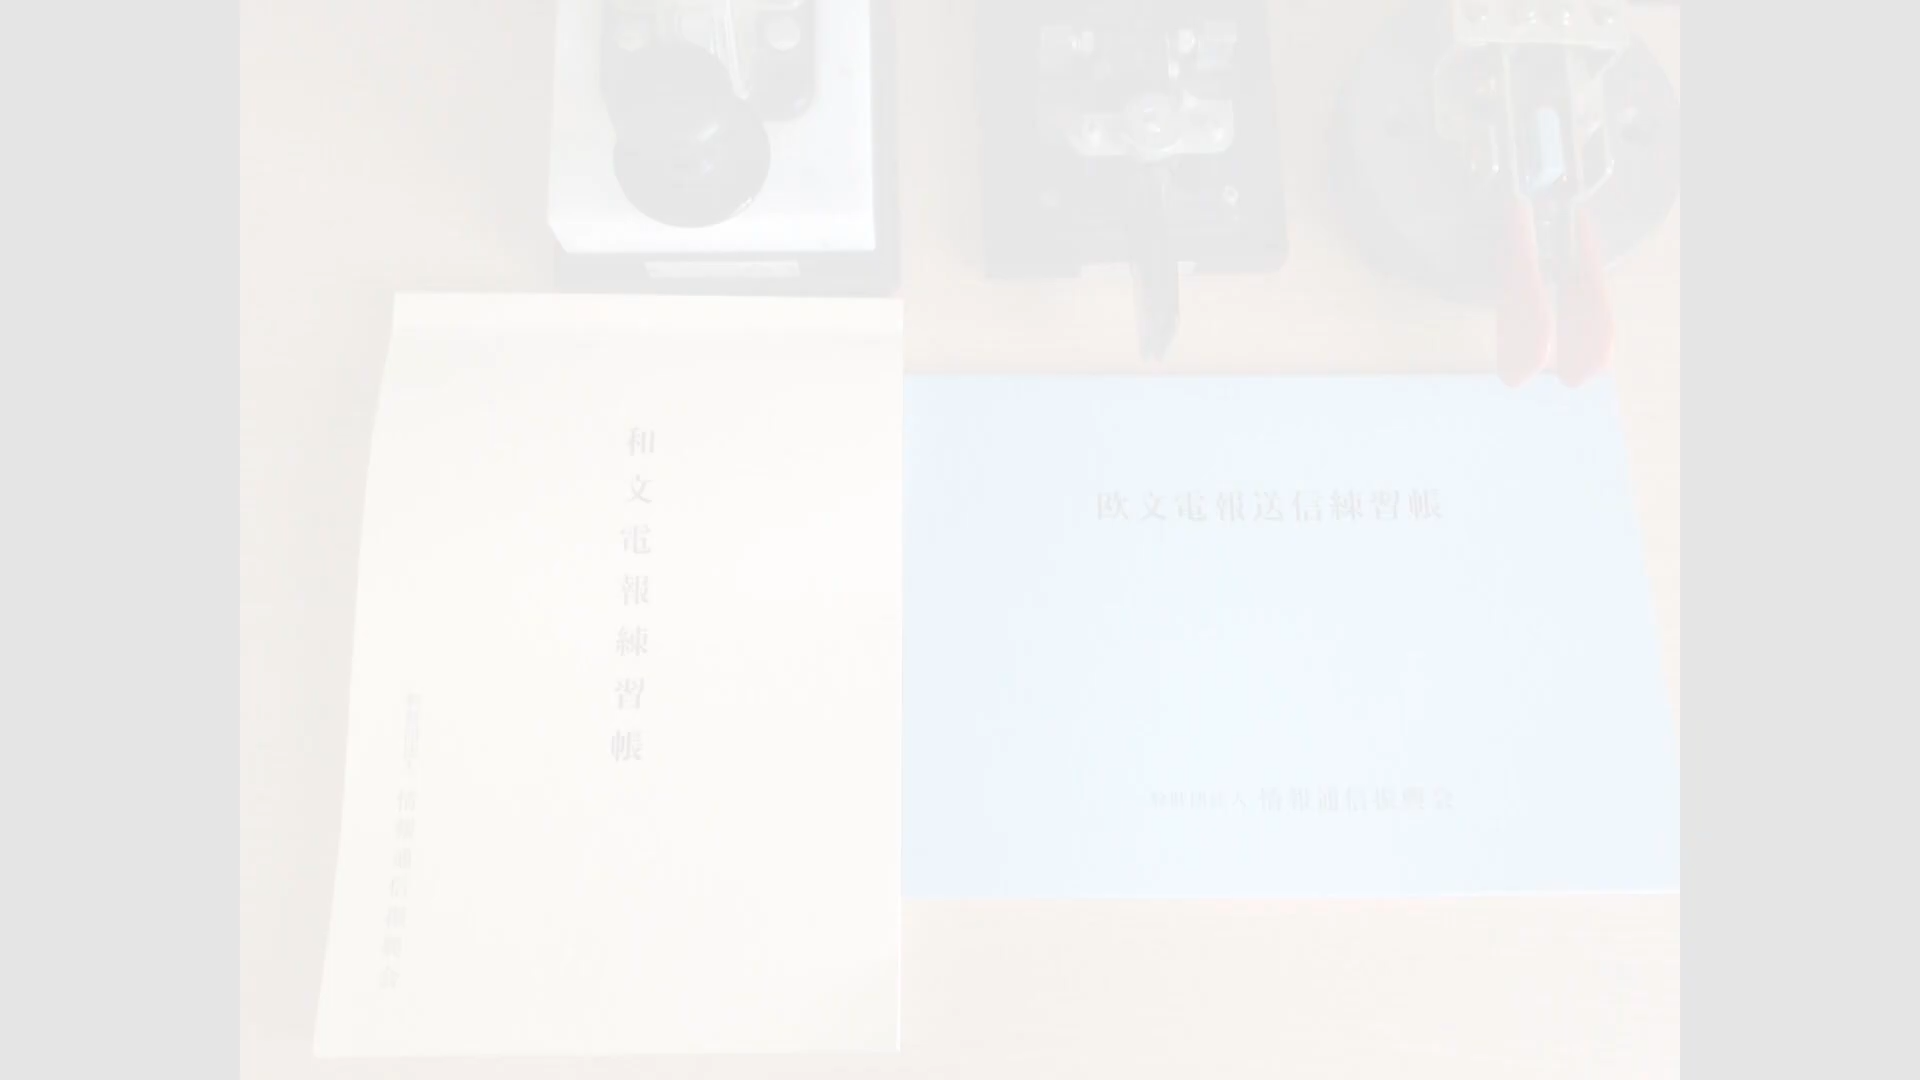 和文電報練習帳
情報通信振興会
欧文電報送信練習帳
一般財団法人 情報通信振興会